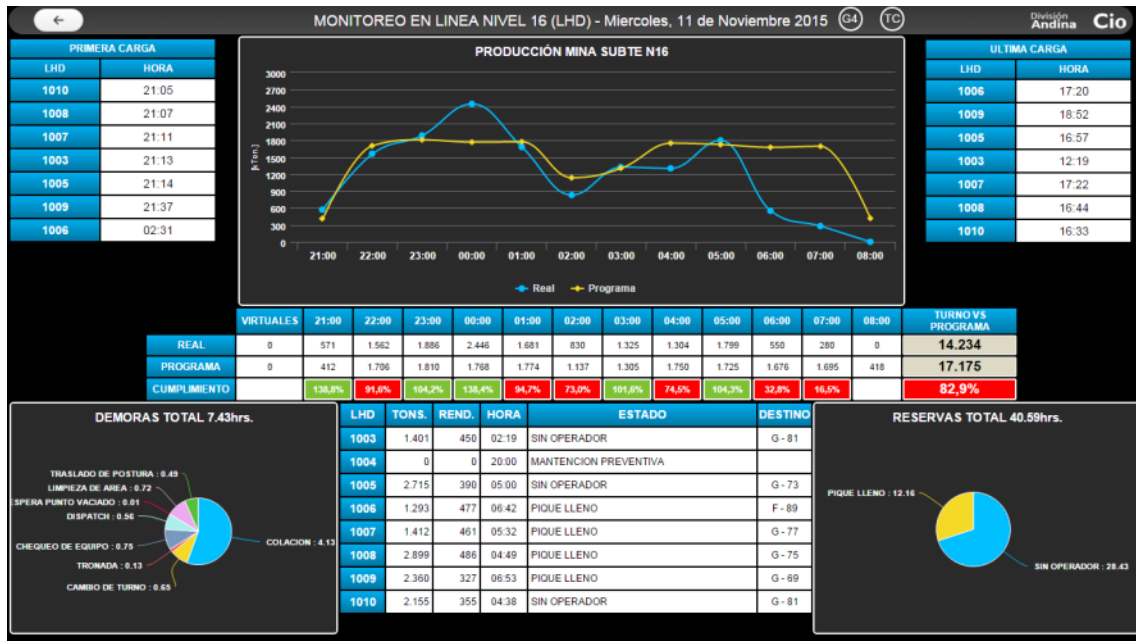 MONITOREO EN LINEA NIVEL 16 (LHD) - Miercoles, 11 de Noviembre 2015 G4 TC División Andina Cio
PRIMERA CARGA
LHD HORA
1010 21:05
1008 21:07
1007 21:11
1003 21:13
1005 21:14
1009 21:37
1006 02:31
PRODUCCIÓN MINA SUBTE N16
[kTon.]
3000
2700
2400
2100
1800
1500
1200
900
600
300
0
21:00 22:00 23:00 00:00 01:00 02:00 03:00 04:00 05:00 06:00 07:00 08:00
Real Programa
ULTIMA CARGA
LHD HORA
1006 17:20
1009 18:52
1005 16:57
1003 12:19
1007 17:22
1008 16:44
1010 16:33
VIRTUALES 21:00 22:00 23:00 00:00 01:00 02:00 03:00 04:00 05:00 06:00 07:00 08:00 TURNO VS PROGRAMA
REAL 0 571 1.562 1.886 2.446 1.681 830 1.325 1.304 1.799 550 280 0 14.234
PROGRAMA 0 412 1.706 1.810 1.768 1.774 1.137 1.305 1.750 1.725 1.676 1.695 418 17.175
CUMPLIMIENTO 138,8% 91,6% 104,2% 138,4% 94,7% 73,0% 101,6% 74,5% 104,3% 32,8% 16,5% 82,9%
DEMORAS TOTAL 7.43hrs.
TRASLADO DE POSTURA : 0.49
LIMPIEZA DE AREA : 0.72
ESPERA PUNTO VACIADO : 0.01
DISPATCH : 0.56
CHEQUEO DE EQUIPO : 0.75
TRONADA : 0.13
CAMBIO DE TURNO : 0.65
COLACION : 4.13
LHD TONS. REND. HORA ESTADO DESTINO
1003 1.401 450 02:19 SIN OPERADOR G - 81
1004 0 0 20:00 MANTENCION PREVENTIVA
1005 2.715 390 05:00 SIN OPERADOR G - 73
1006 1.293 477 06:42 PIQUE LLENO F - 89
1007 1.412 461 05:32 PIQUE LLENO G - 77
1008 2.899 486 04:49 PIQUE LLENO G - 75
1009 2.360 327 06:53 PIQUE LLENO G - 69
1010 2.155 355 04:38 SIN OPERADOR G - 81
RESERVAS TOTAL 40.59hrs.
PIQUE LLENO : 12.16
SIN OPERADOR : 28.43